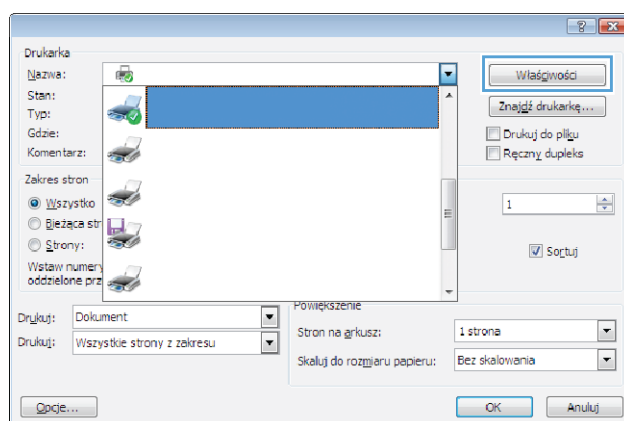 Drukarka
Nazwa:
Właściwości
Stan:
Znajdź drukarkę...
Typ:
Gdzie:
Drukuj do pliku
Komentarz:
Ręczny dupleks
Zakres stron
Wszystko
1
Bieżąca str
Strony:
Sortuj
Wstaw numery
oddzielone prz
Powiększenie
Drukuj: Dokument
Stron na arkusz: 1 strona
Drukuj: Wszystkie strony z zakresu
Skaluj do rozmiaru papieru: Bez skalowania
Opcje...
OK
Anuluj